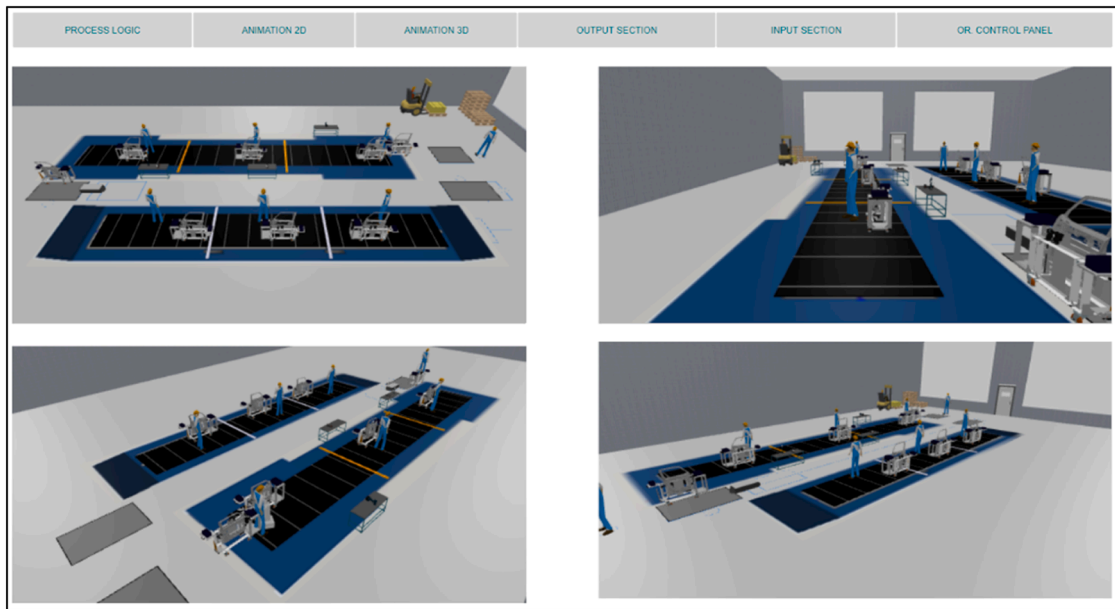 PROCESS LOGIC
ANIMATION 2D
ANIMATION 3D
OUTPUT SECTION
INPUT SECTION
OR. CONTROL PANEL